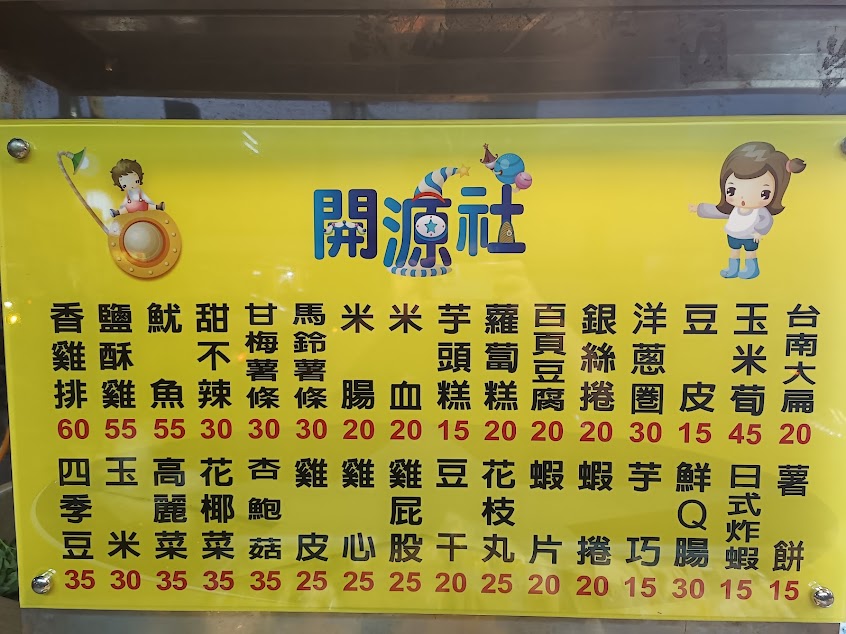 開源社
香雞排 60
鹽酥雞 55
魷魚 55
甜不辣 30
甘梅薯條 30
馬鈴薯條 30
米腸 20
米血 20
芋頭糕 15
蘿蔔糕 20
百頁豆腐 20
銀絲捲 20
洋蔥圈 30
豆皮 15
玉米荀 45
台南大扁 20
四季豆 35
玉米 30
高麗菜 35
花椰菜 35
杏鮑菇 35
雞皮 25
雞心 25
雞屁股 25
豆干 20
花枝丸 25
蝦片 20
蝦捲 20
芋巧 15
鮮Q腸 30
日式炸蝦 15
薯餅 15